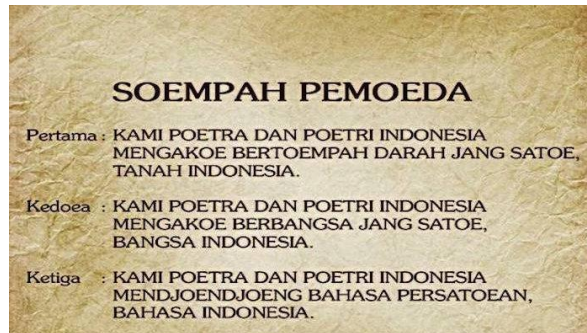 SOEMPAH PEMOEDA
Pertama : KAMI POETRA DAN POETRI INDONESIA
MENGAKOE BERTOEMPAH DARAH JANG SATOE,
TANAH INDONESIA.
Kedoea : KAMI POETRA DAN POETRI INDONESIA
MENGAKOE BERBANGSA JANG SATOE,
BANGSA INDONESIA.
Ketiga : KAMI POETRA DAN POETRI INDONESIA
MENDJOENDJOENG BAHASA PERSATOEAN,
BAHASA INDONESIA.